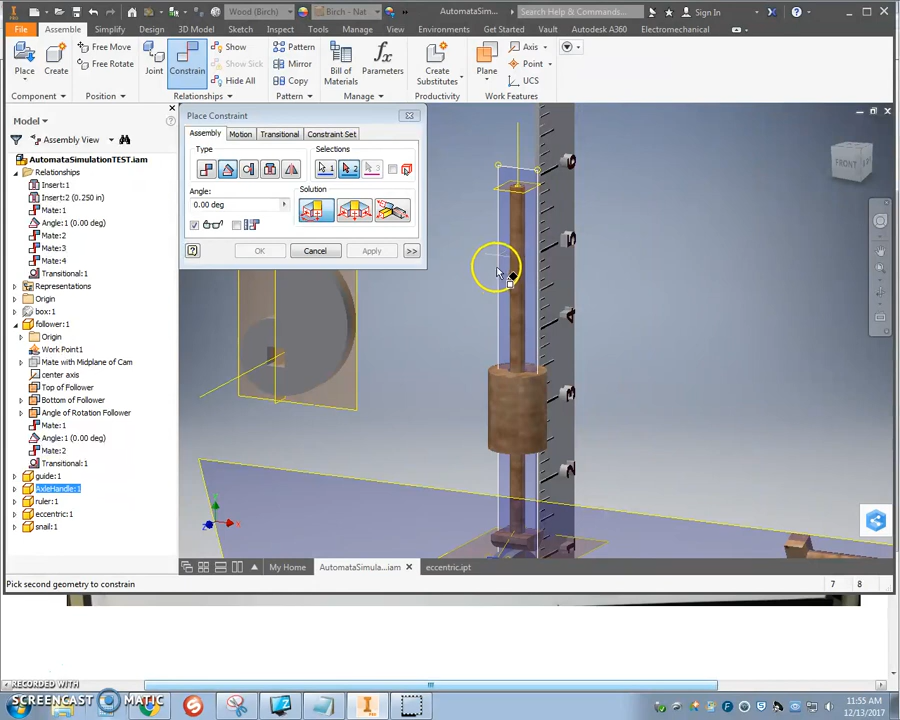 Wood (Birch)
Birch - Nat
AutomataSim...
Search Help & Commands...
Sign In
File
Assemble
Simplify
Design
3D Model
Sketch
Inspect
Tools
Manage
View
Environments
Get Started
Vault
Autodesk A360
Electromechanical
Place
Create
Free Move
Free Rotate
Joint
Constrain
Show
Show Sick
Hide All
Pattern
Mirror
Copy
Bill of
Materials
Parameters
Create
Substitutes
Plane
Axis
Point
UCS
Component
Position
Relationships
Pattern
Manage
Productivity
Work Features
Model
Assembly View
AutomataSimulationTEST.iam
Relationships
Insert:1
Insert:2 (0.250 in)
Mate:1
Angle:1 (0.00 deg)
Mate:2
Mate:3
Mate:4
Transitional:1
Representations
Origin
box:1
follower:1
Origin
Work Point1
Mate with Midplane of Cam
center axis
Top of Follower
Bottom of Follower
Angle of Rotation Follower
Mate:1
Angle:1 (0.00 deg)
Mate:2
Transitional:1
guide:1
AxleHandle:1
ruler:1
eccentric:1
snail:1
Place Constraint
Assembly
Motion
Transitional
Constraint Set
Type
Selections
1
2
3
Angle:
0.00 deg
Solution
OK
Cancel
Apply
>>
FRONT
Y
X
Z
My Home
AutomataSimula...iam
eccentric.ipt
Pick second geometry to constrain
7
8
RECORDED WITH
SCREENCAST
MATIC
11:55 AM
12/13/2017